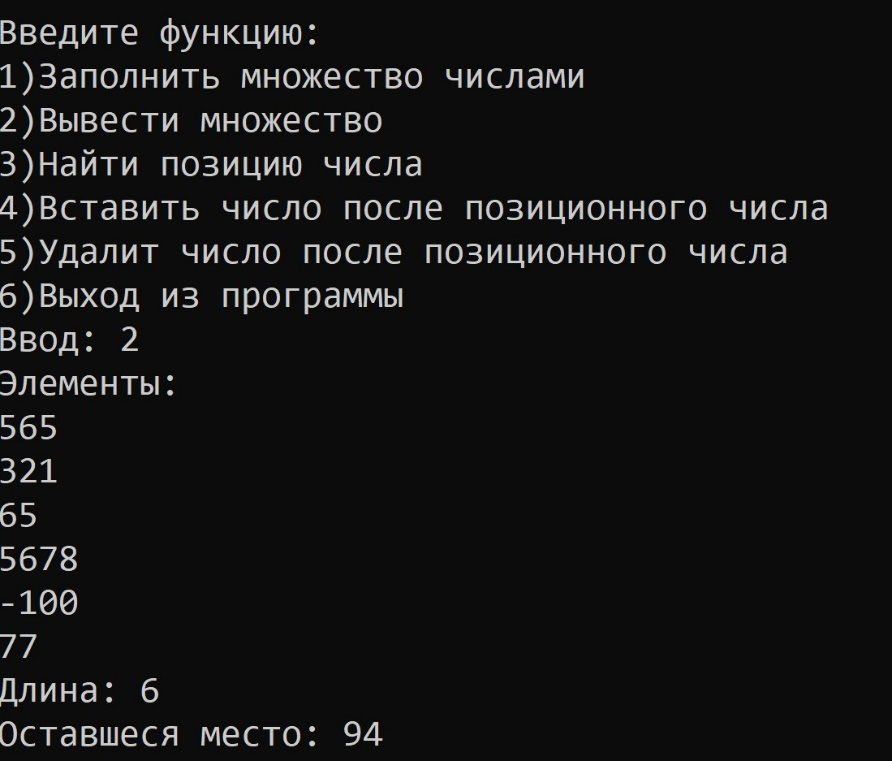 Введите функцию:
1)Заполнить множество числами
2)Вывести множество
3)Найти позицию числа
4)Вставить число после позиционного числа
5)Удалит число после позиционного числа
6)Выход из программы
Ввод: 2
Элементы:
565
321
65
5678
-100
77
Длина: 6
Оставшеся место: 94